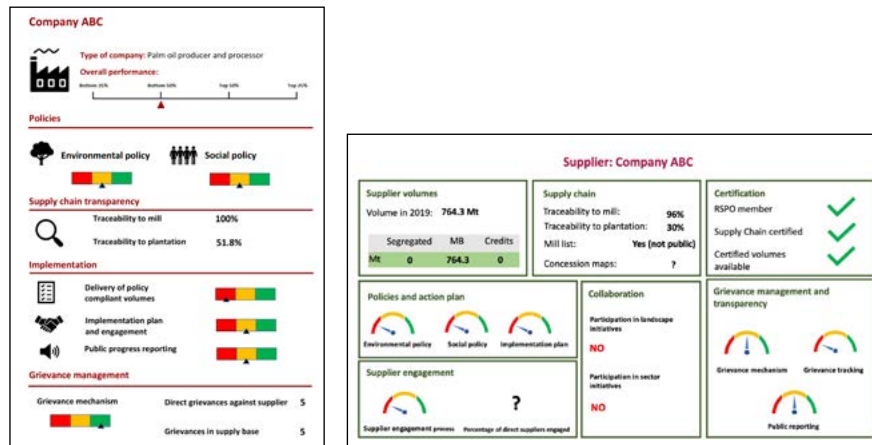 Company ABC
Type of company: Palm oil producer and processor
Overall performance:
Bottom 25%
Bottom 50%
Top 50%
Top 25%
Policies
Environmental policy
Social policy
Supply chain transparency
Traceability to mill 100%
Traceability to plantation 51.8%
Implementation
Delivery of policy
compliant volumes
Implementation plan
and engagement
Public progress reporting
Grievance management
Grievance mechanism
Direct grievances against supplier 5
Grievances in supply base 5
Supplier: Company ABC
Supplier volumes
Volume in 2019: 764.3 Mt
Segregated MB Credits
Mt 0 764.3 0
Supply chain
Traceability to mill: 96%
Traceability to plantation: 30%
Mill list: Yes (not public)
Concession maps: ?
Certification
RSPO member
Supply Chain certified
Certified volumes
available
Policies and action plan
Environmental policy
Social policy
Implementation plan
Collaboration
Participation in landscape
initiatives
NO
Participation in sector
initiatives
NO
Grievance management and
transparency
Grievance mechanism
Grievance tracking
Public reporting
Supplier engagement
?
Supplier engagement process
Percentage of direct suppliers engaged